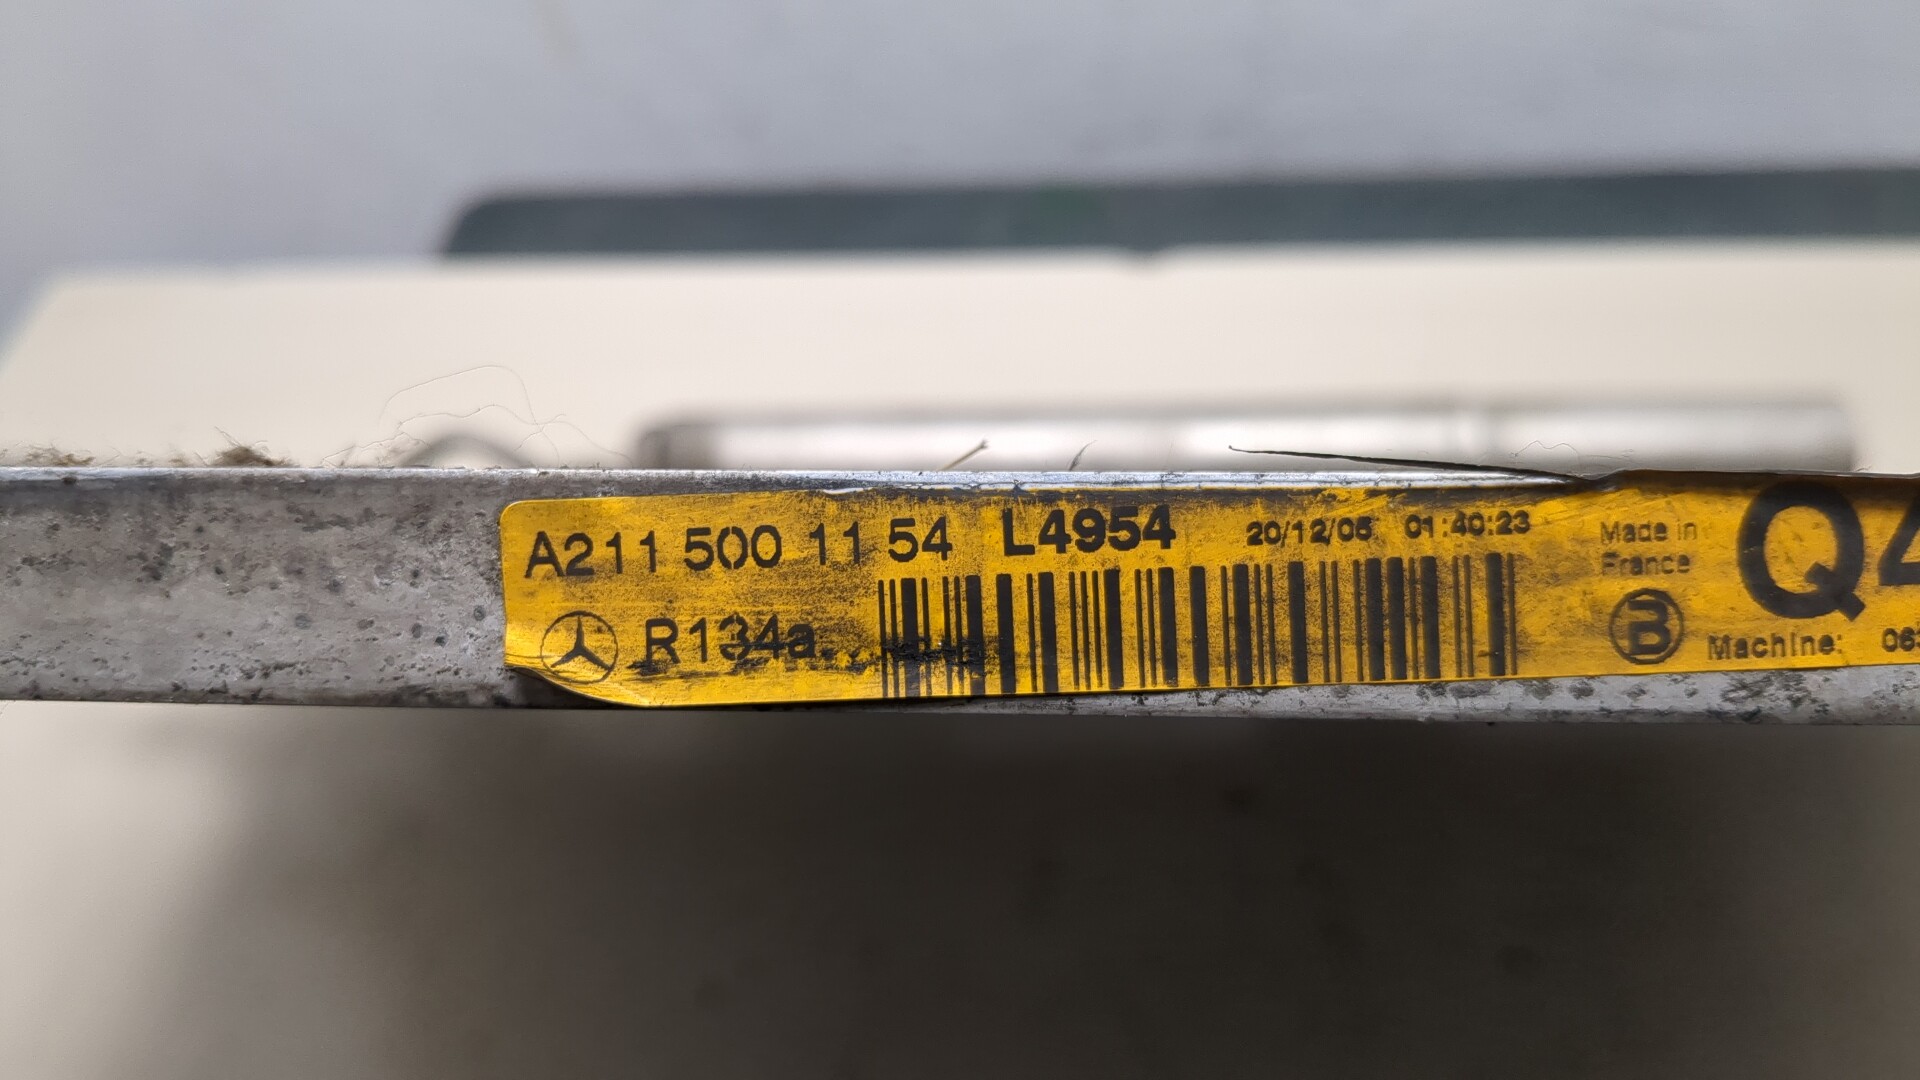 A211 500 11 54 L4954 20/12/05 01:40:23 Made in
France
R134a
B
Machine: